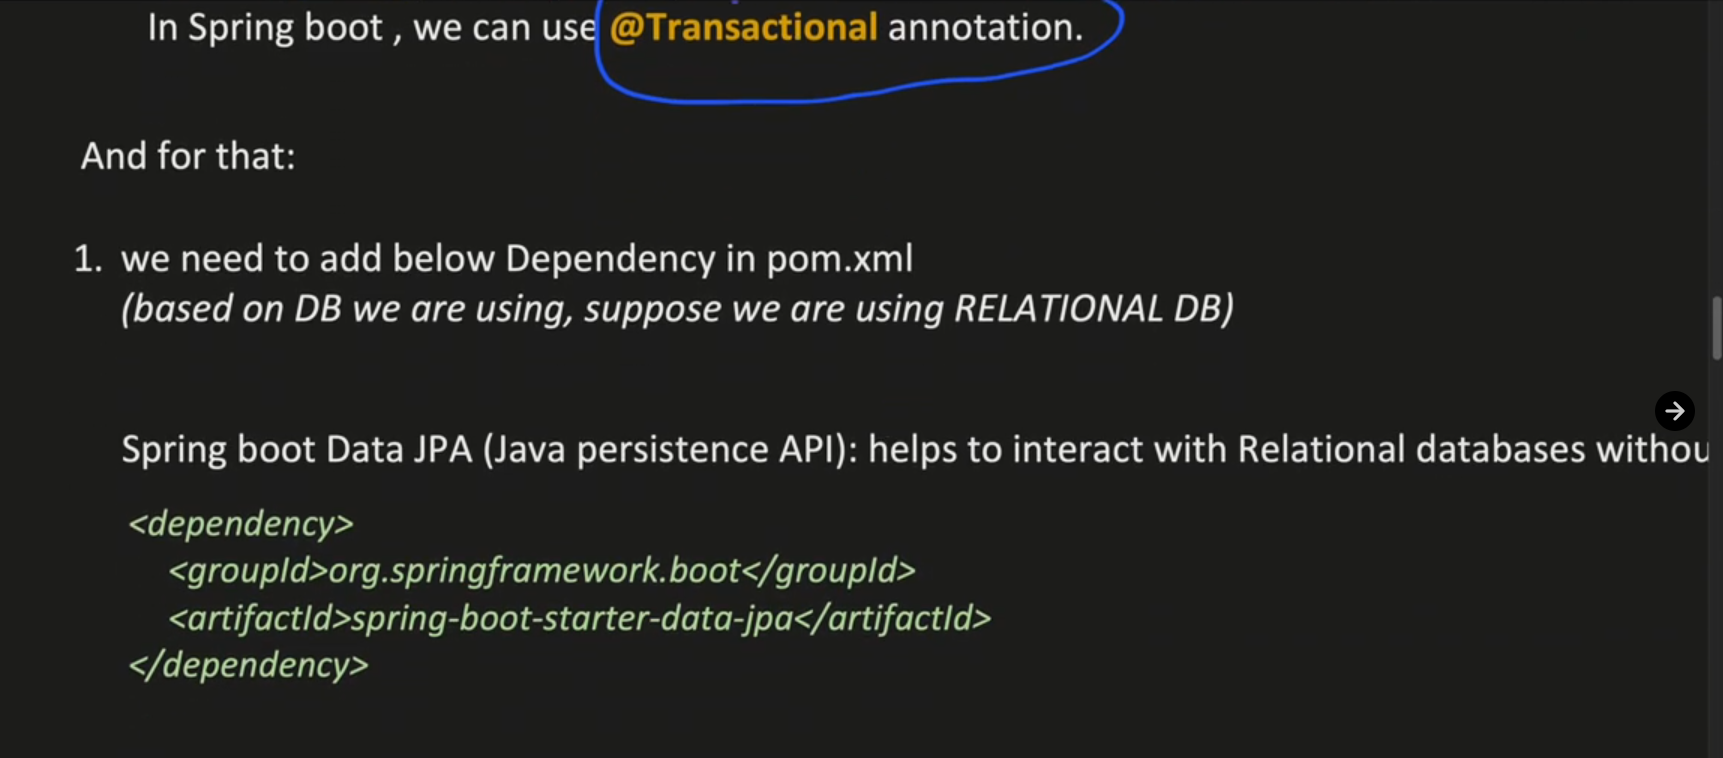 In Spring boot , we can use @Transactional annotation.
And for that:
1. we need to add below Dependency in pom.xml
(based on DB we are using, suppose we are using RELATIONAL DB)
Spring boot Data JPA (Java persistence API): helps to interact with Relational databases withou
<dependency>
<groupId>org.springframework.boot</groupId>
<artifactId>spring-boot-starter-data-jpa</artifactId>
</dependency>